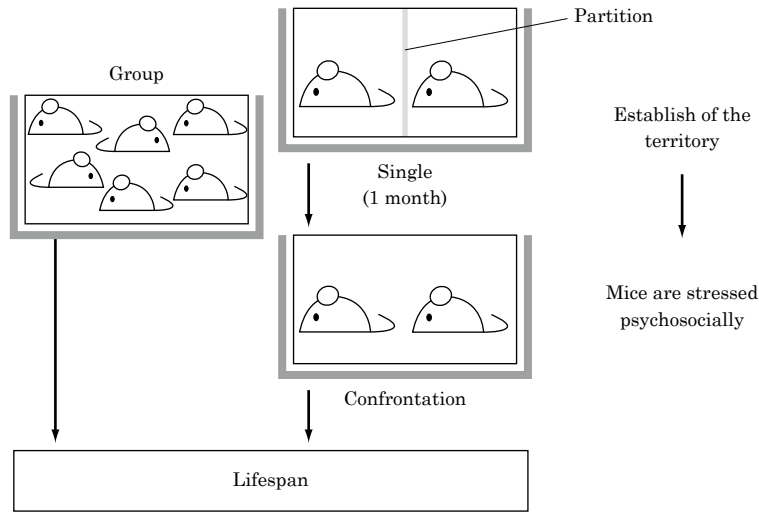 Partition
Group
Establish of the
territory
Single
(1 month)
Mice are stressed
psychosocially
Confrontation
Lifespan